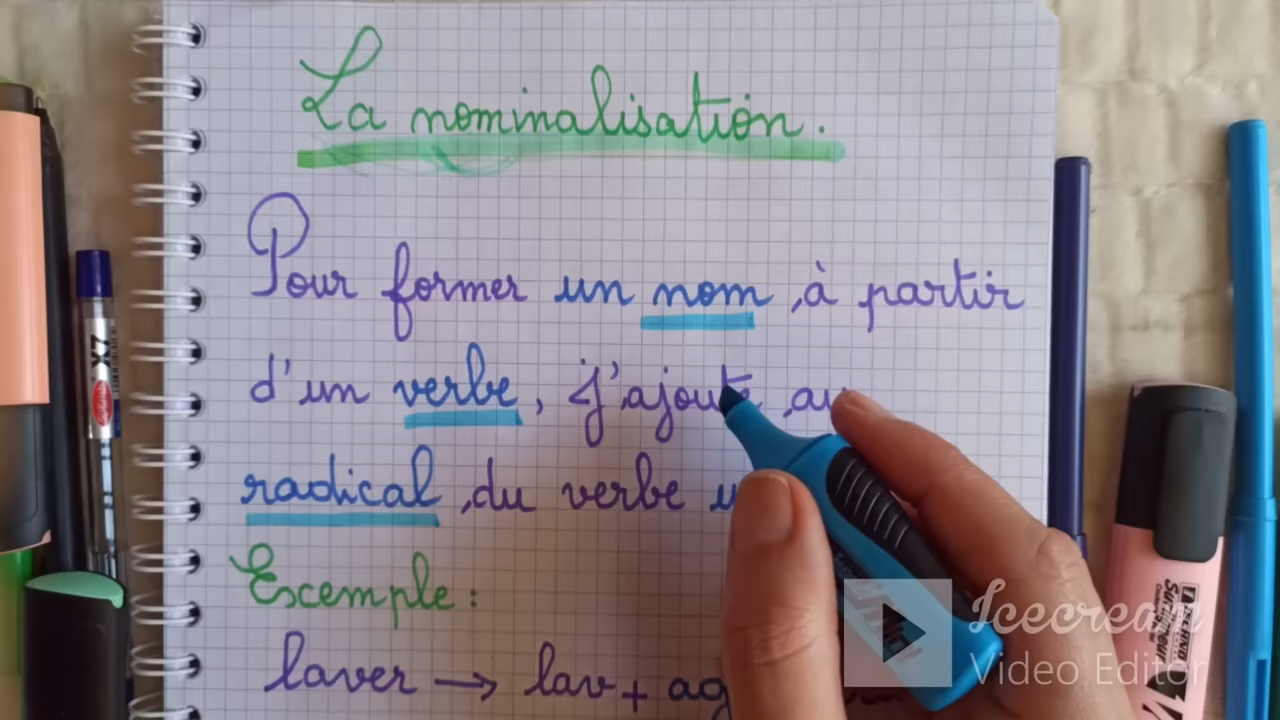 La nominalisation.
Pour former un nom, à partir
d'un verbe, j'ajoute au
radical, du verbe
Exemple :
laver → lav + ag
Icecream
Video Editor